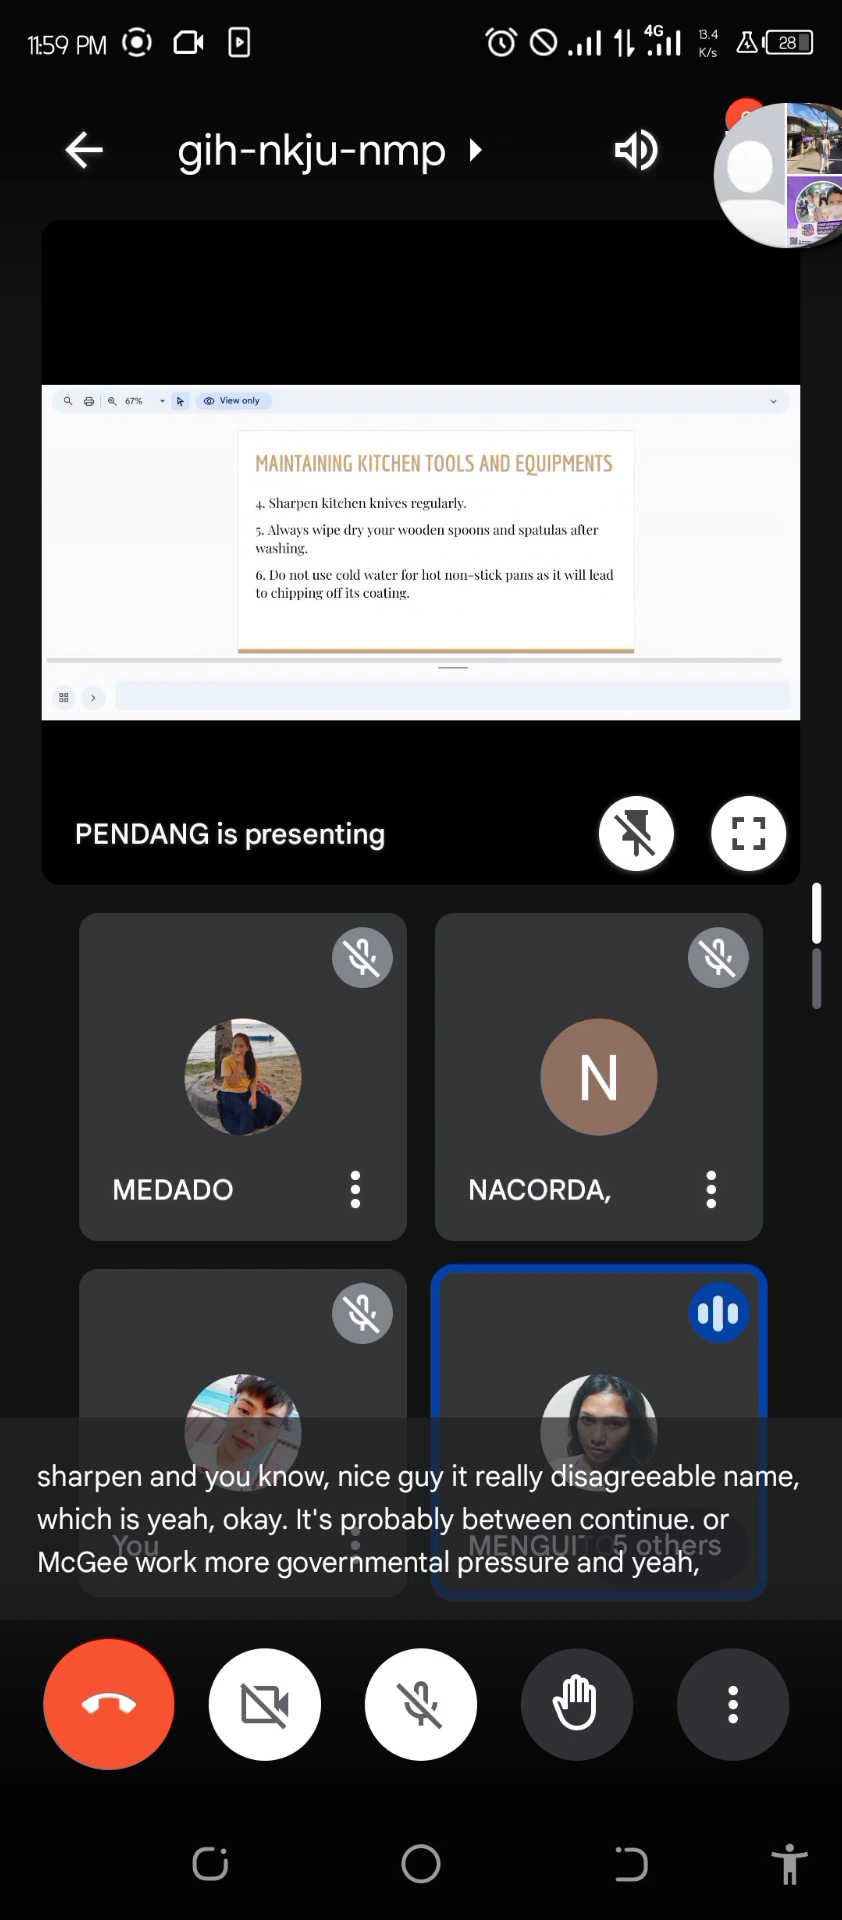 11:59 PM
4G
13.4
K/s
28
gih-nkju-nmp
67%
View only
MAINTAINING KITCHEN TOOLS AND EQUIPMENTS
4. Sharpen kitchen knives regularly.
5. Always wipe dry your wooden spoons and spatulas after
washing.
6. Do not use cold water for hot non-stick pans as it will lead
to chipping off its coating.
PENDANG is presenting
MEDADO
N
NACORDA,
sharpen and you know, nice guy it really disagreeable name,
which is yeah, okay. It's probably between continue. or
You
5 others
McGee work more governmental pressure and yeah,